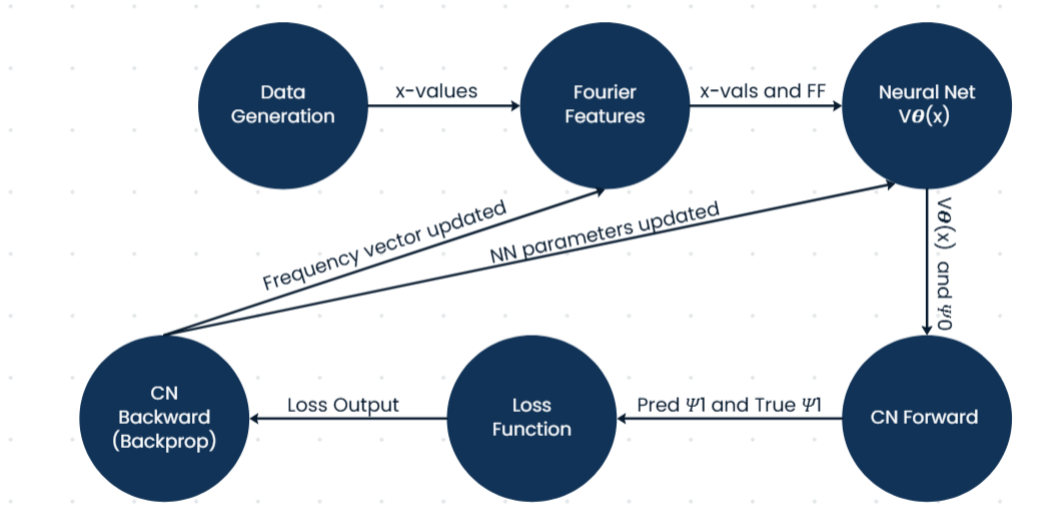 Data
Generation
x-values
Fourier
Features
x-vals and FF
Neural Net
V𝜽(x)
Frequency vector updated
NN parameters updated
V𝜽(x) and 𝛹0
CN
Backward
(Backprop)
Loss Output
Loss
Function
Pred 𝛹1 and True 𝛹1
CN Forward